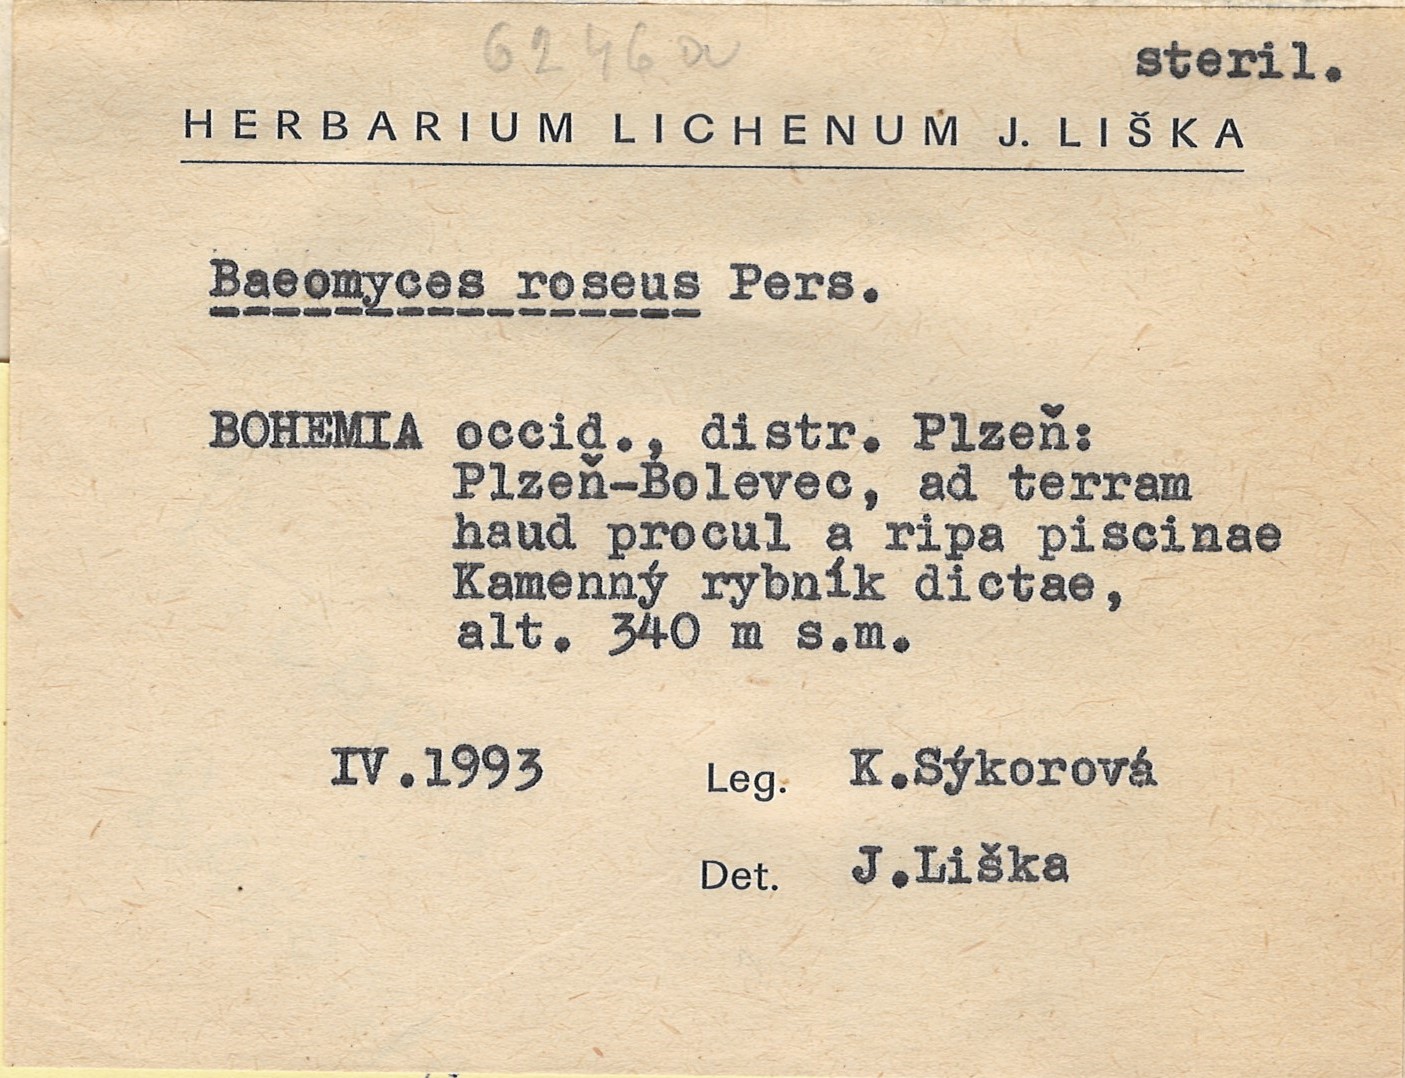 6246a
steril.
HERBARIUM LICHENUM J. LIŠKA
Baeomyces roseus Pers.
BOHEMIA occid., distr. Plzeň:
Plzeň-Bolevec, ad terram
haud procul a ripa piscinae
Kamenný rybník dictae,
alt. 340 m s.m.
IV.1993 Leg. K.Sýkorová
Det. J.Liška